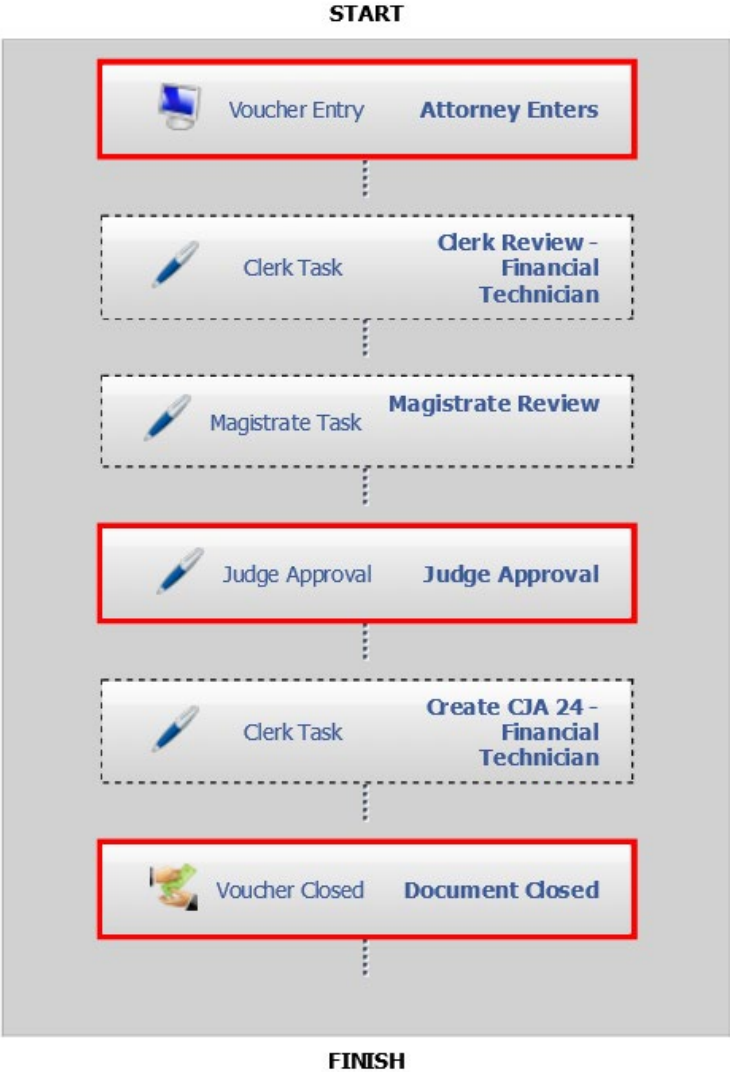 START
Voucher Entry Attorney Enters
Clerk Task
Clerk Review -
Financial
Technician
Magistrate Task
Magistrate Review
Judge Approval Judge Approval
Clerk Task
Create CJA 24 -
Financial
Technician
Voucher Closed Document Closed
FINISH